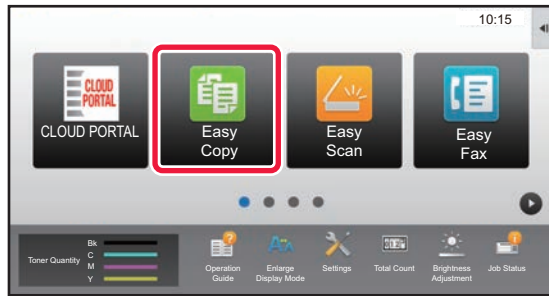 10:15
CLOUD
PORTAL
CLOUD PORTAL
Easy
Copy
Easy
Scan
Easy
Fax
Toner Quantity
Bk
C
M
Y
Operation
Guide
Enlarge
Display Mode
Settings
Total Count
Brightness
Adjustment
Job Status